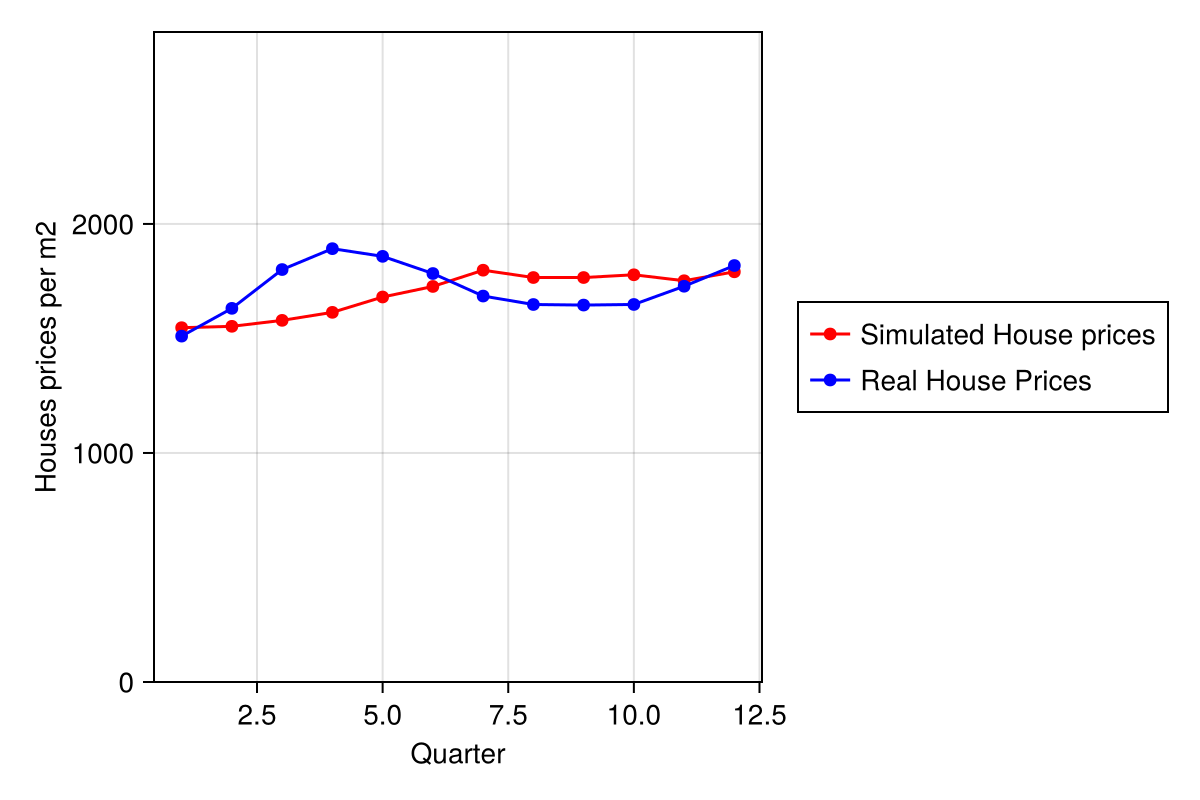 Houses prices per m2
2000
1000
0
2.5 5.0 7.5 10.0 12.5
Quarter
Simulated House prices
Real House Prices